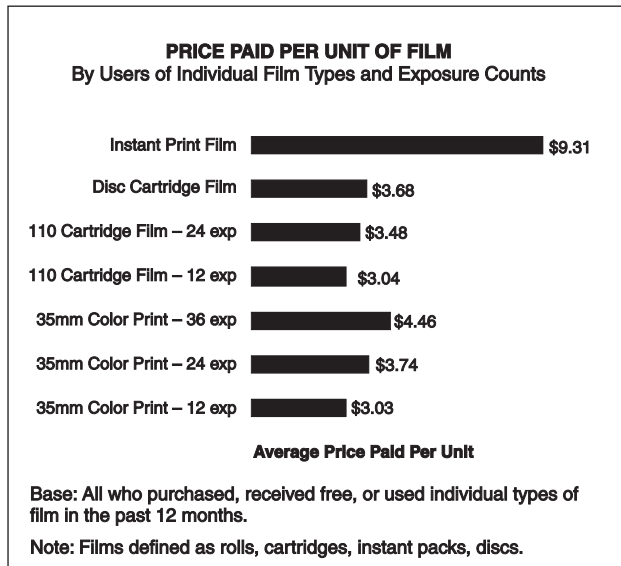 PRICE PAID PER UNIT OF FILM
By Users of Individual Film Types and Exposure Counts
Instant Print Film $9.31
Disc Cartridge Film $3.68
110 Cartridge Film – 24 exp $3.48
110 Cartridge Film – 12 exp $3.04
35mm Color Print – 36 exp $4.46
35mm Color Print – 24 exp $3.74
35mm Color Print – 12 exp $3.03
Average Price Paid Per Unit
Base: All who purchased, received free, or used individual types of
film in the past 12 months.
Note: Films defined as rolls, cartridges, instant packs, discs.